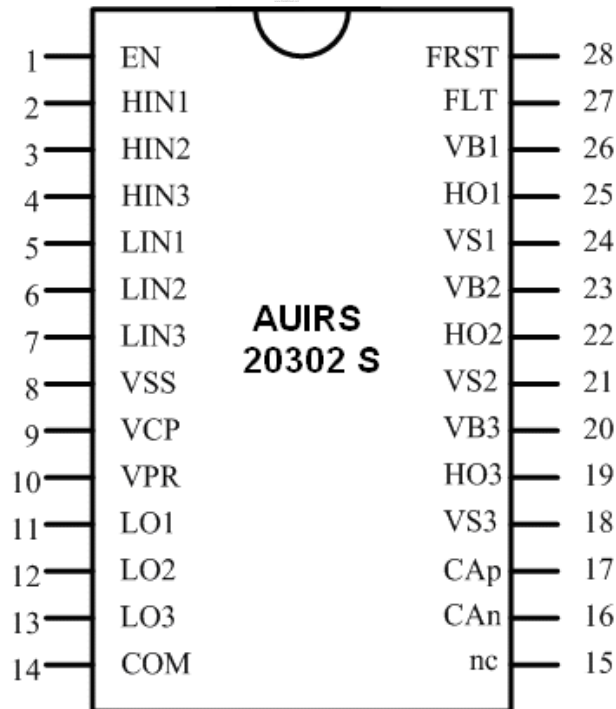 1 EN FRST 28
2 HIN1 FLT 27
3 HIN2 VB1 26
4 HIN3 HO1 25
5 LIN1 VS1 24
6 LIN2 VB2 23
AUIRS
7 LIN3 HO2 22
20302 S
8 VSS VS2 21
9 VCP VB3 20
10 VPR HO3 19
11 LO1 VS3 18
12 LO2 CAp 17
13 LO3 CAn 16
14 COM nc 15